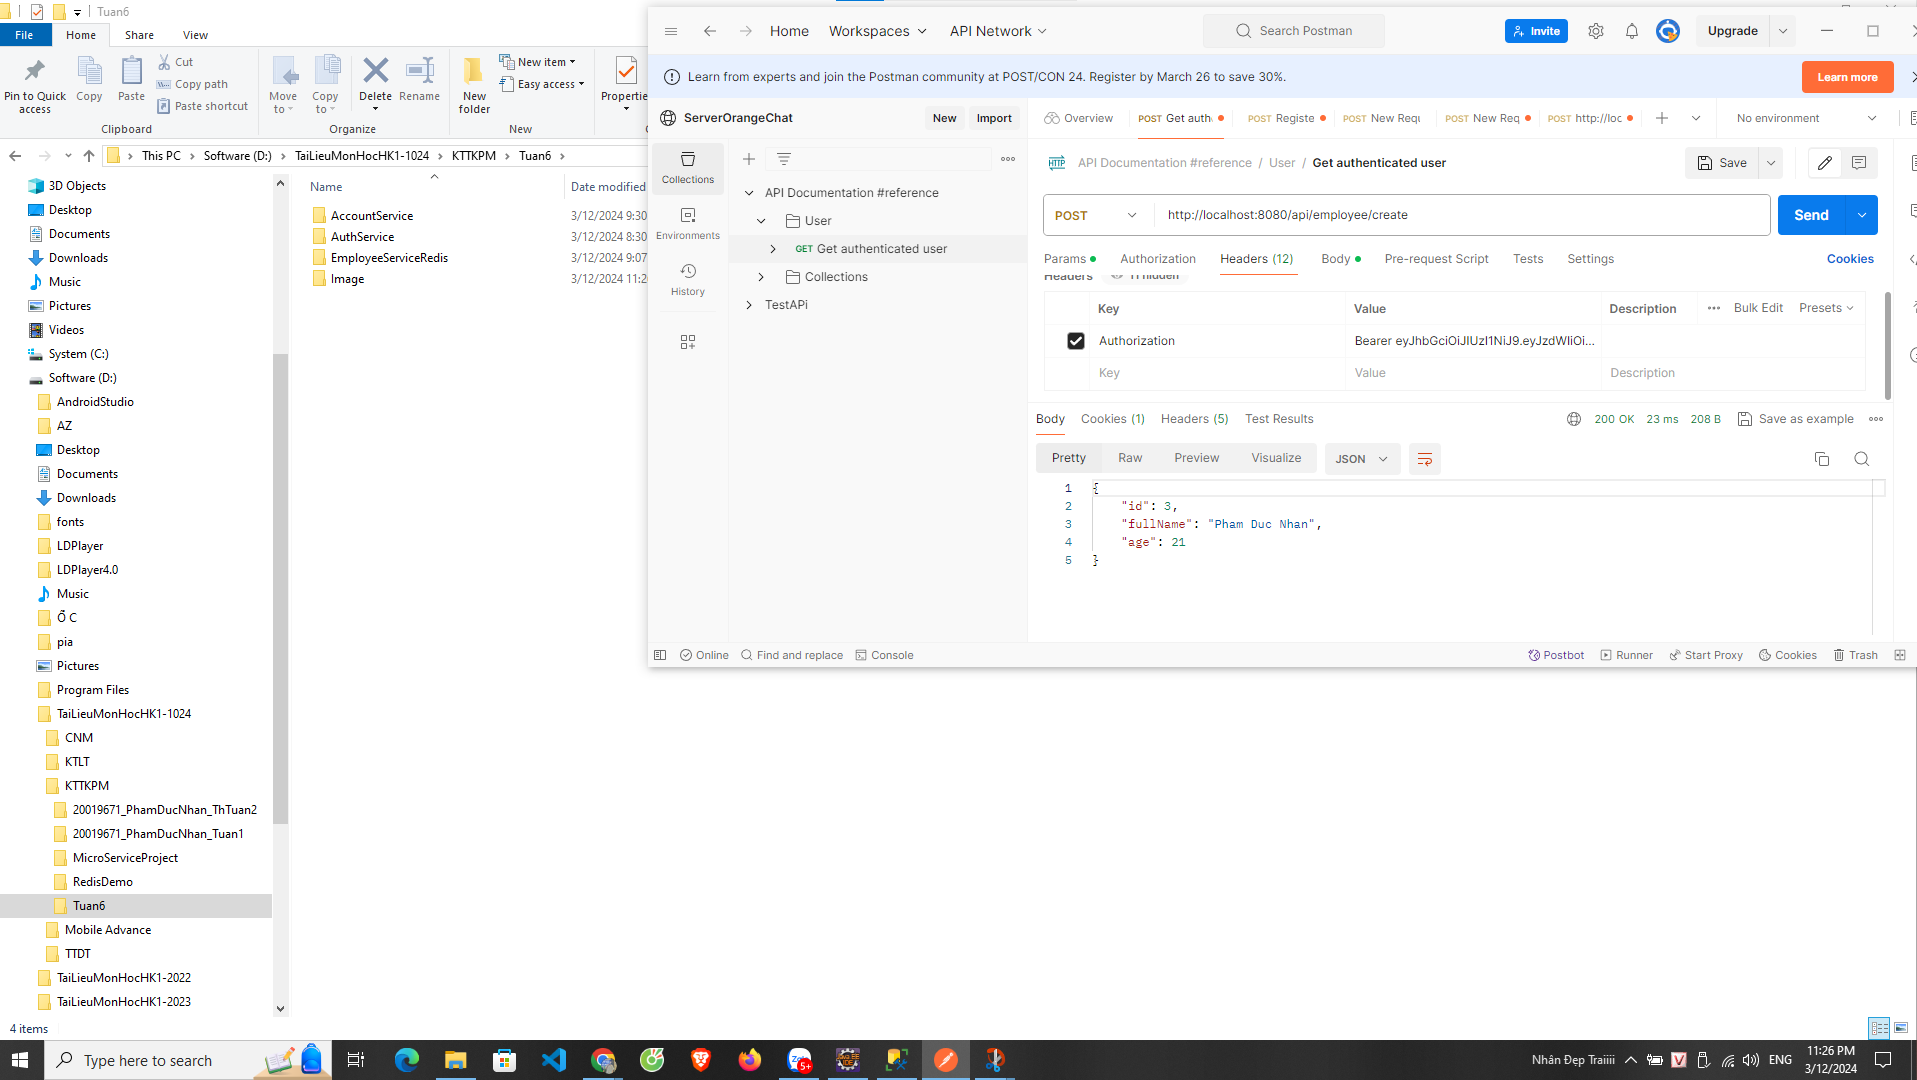 Tuan6
File Home Share View
Pin to Quick access
Copy
Paste
Cut
Copy path
Paste shortcut
Clipboard
Move to
Copy to
Delete
Rename
Organize
New folder
New item
Easy access
New
Properties
This PC > Software (D:) > TaiLieuMonHocHK1-1024 > KTTKPM > Tuan6 >
3D Objects
Desktop
Documents
Downloads
Music
Pictures
Videos
System (C:)
Software (D:)
AndroidStudio
AZ
Desktop
Documents
Downloads
fonts
LDPlayer
LDPlayer4.0
Music
Ổ C
pia
Pictures
Program Files
TaiLieuMonHocHK1-1024
CNM
KTLT
KTTKPM
20019671_PhamDucNhan_ThTuan2
20019671_PhamDucNhan_Tuan1
MicroServiceProject
RedisDemo
Tuan6
Mobile Advance
TTDT
TaiLieuMonHocHK1-2022
TaiLieuMonHocHK1-2023
4 items
Name Date modified
AccountService 3/12/2024 9:30
AuthService 3/12/2024 8:30
EmployeeServiceRedis 3/12/2024 9:07
Image 3/12/2024 11:2
Home Workspaces API Network Search Postman Invite Upgrade
Learn from experts and join the Postman community at POST/CON 24. Register by March 26 to save 30%. Learn more
ServerOrangeChat New Import
Overview POST Get auth POST Registe POST New Requ POST New Req POST http://loc No environment
Collections
Environments
History
API Documentation #reference
User
GET Get authenticated user
Collections
TestAPi
HTTP API Documentation #reference / User / Get authenticated user Save
POST http://localhost:8080/api/employee/create Send
Params Authorization Headers (12) Body Pre-request Script Tests Settings Cookies
Headers 11 hidden
Key Value Description Bulk Edit Presets
Authorization Bearer eyJhbGciOiJIUzI1NiJ9.eyJzdWIiOi...
Key Value Description
Body Cookies (1) Headers (5) Test Results 200 OK 23 ms 208 B Save as example
Pretty Raw Preview Visualize JSON
1 {
2 "id": 3,
3 "fullName": "Pham Duc Nhan",
4 "age": 21
5 }
Online Find and replace Console Postbot Runner Start Proxy Cookies Trash
Type here to search
5+
Nhân Đẹp Traiiii ENG
11:26 PM
3/12/2024